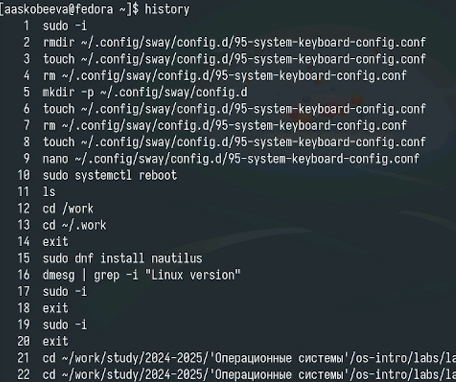 [aaskobeeva@fedora ~]$ history
1 sudo -i
2 rmdir ~/.config/sway/config.d/95-system-keyboard-config.conf
3 touch ~/.config/sway/config.d/95-system-keyboard-config.conf
4 rm ~/.config/sway/config.d/95-system-keyboard-config.conf
5 mkdir -p ~/.config/sway/config.d
6 touch ~/.config/sway/config.d/95-system-keyboard-config.conf
7 rm ~/.config/sway/config.d/95-system-keyboard-config.conf
8 touch ~/.config/sway/config.d/95-system-keyboard-config.conf
9 nano ~/.config/sway/config.d/95-system-keyboard-config.conf
10 sudo systemctl reboot
11 ls
12 cd /work
13 cd ~/.work
14 exit
15 sudo dnf install nautilus
16 dmesg | grep -i "Linux version"
17 sudo -i
18 exit
19 sudo -i
20 exit
21 cd ~/work/study/2024-2025/'Операционные системы'/os-intro/labs/la
22 cd ~/work/study/2024-2025/'Операционные системы'/os-intro/labs/la